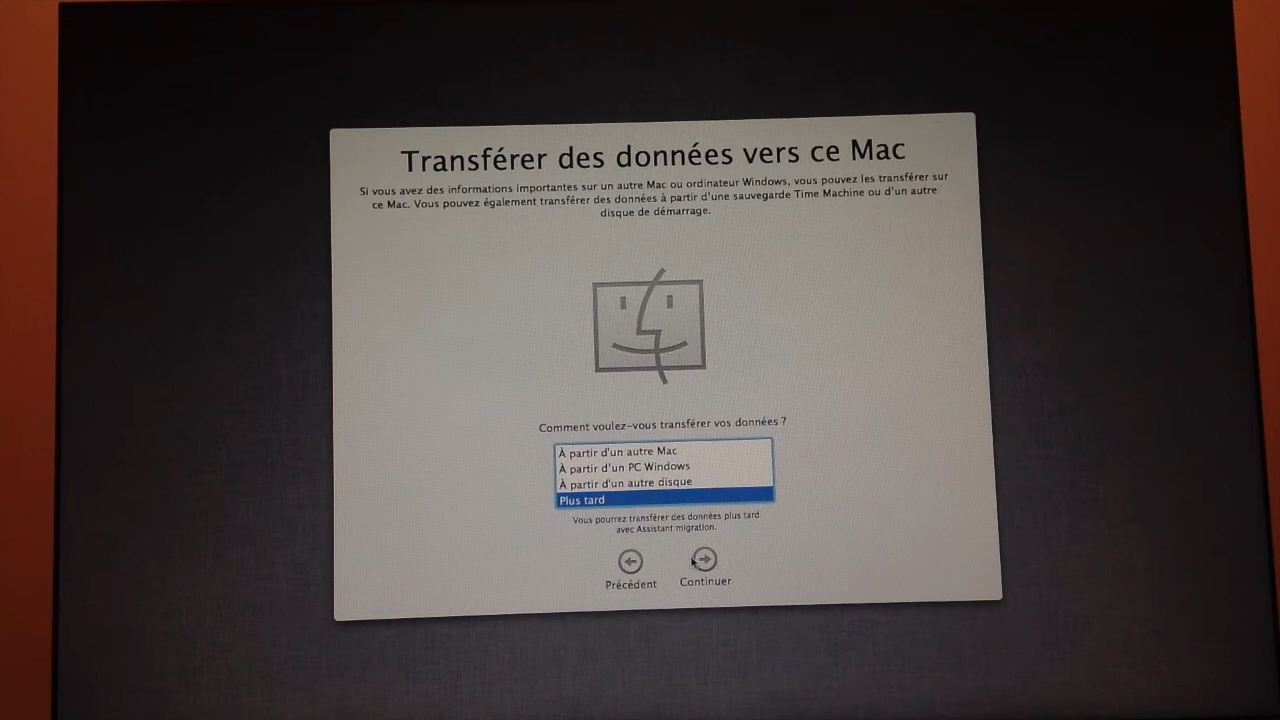 Transférer des données vers ce Mac
Si vous avez des informations importantes sur un autre Mac ou ordinateur Windows, vous pouvez les transférer sur
ce Mac. Vous pouvez également transférer des données à partir d'une sauvegarde Time Machine ou d'un autre
disque de démarrage.
Comment voulez-vous transférer vos données ?
À partir d'un autre Mac
À partir d'un PC Windows
À partir d'un autre disque
Plus tard
Vous pourrez transférer des données plus tard
avec Assistant migration.
Précédent
Continuer